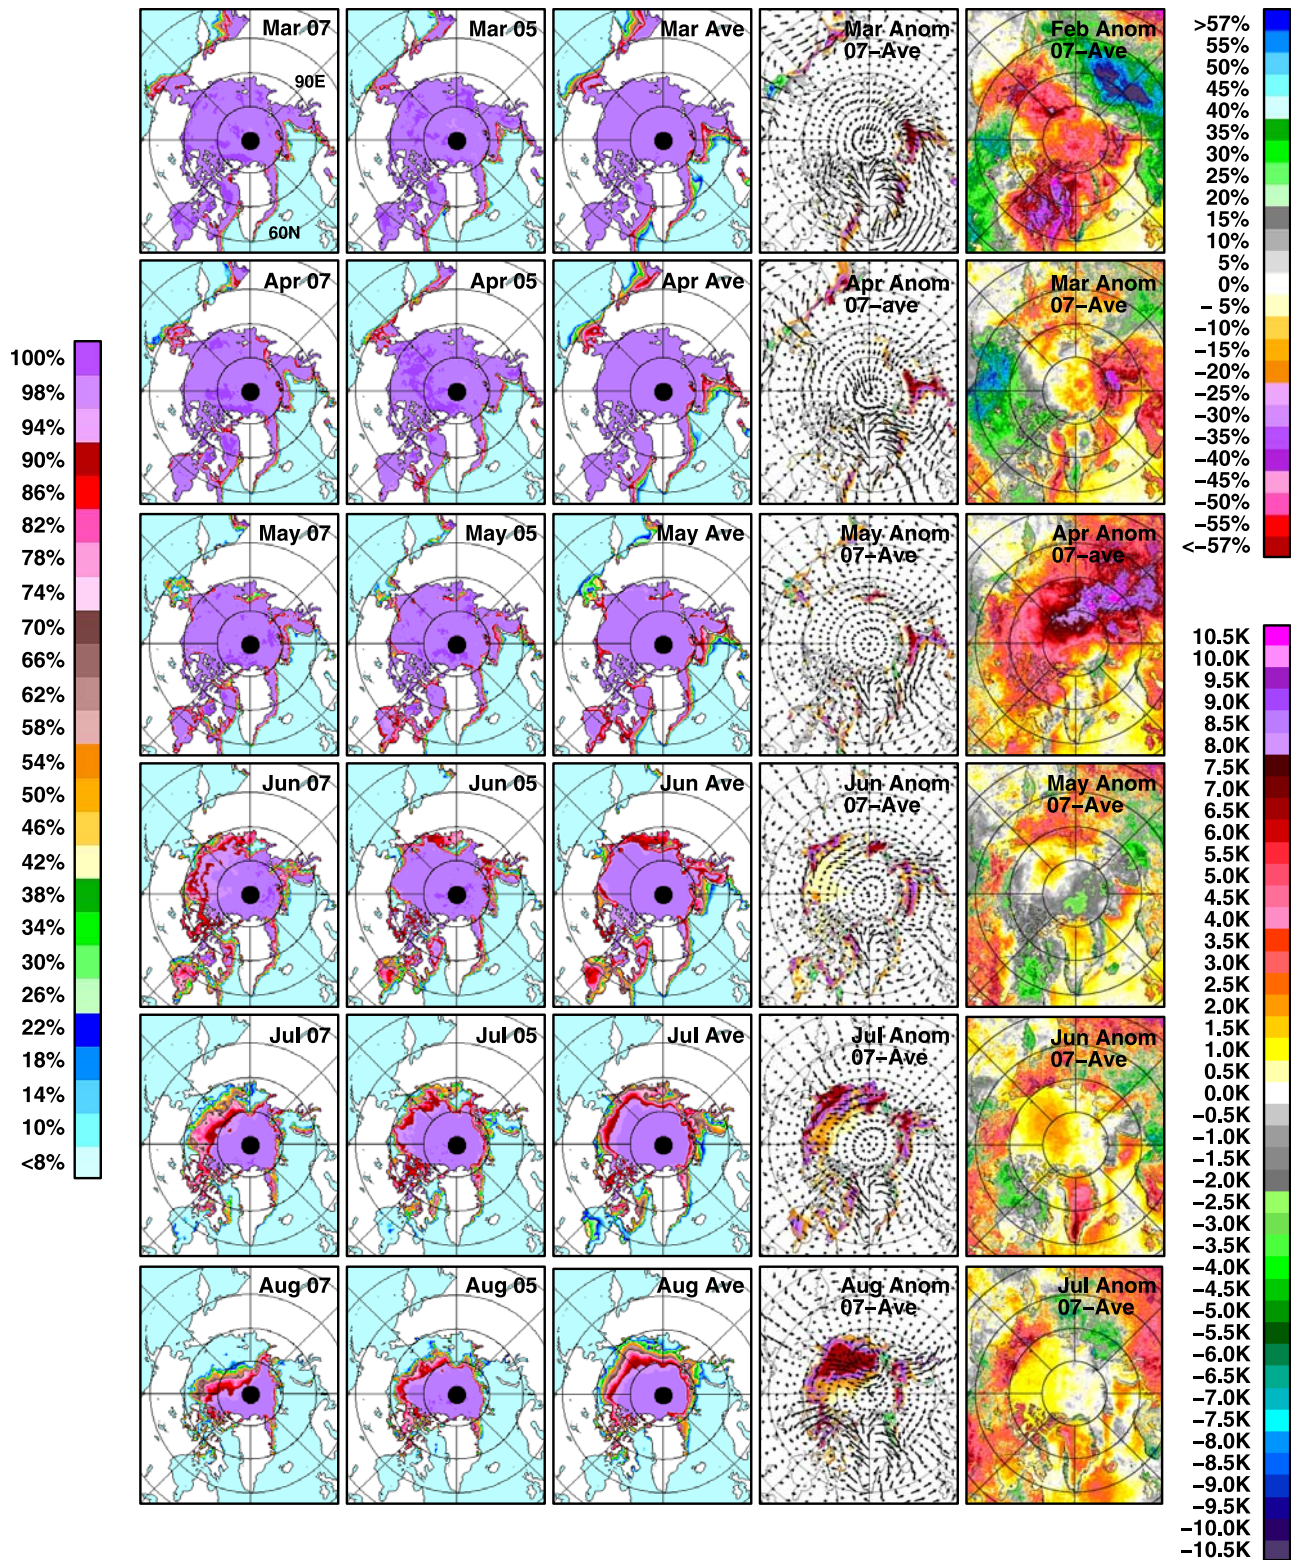 Mar 07
90E
60N
Mar 05
Mar Ave
Mar Anom
07-Ave
Feb Anom
07-Ave
Apr 07
Apr 05
Apr Ave
Apr Anom
07-ave
Mar Anom
07-Ave
May 07
May 05
May Ave
May Anom
07-Ave
Apr Anom
07-ave
Jun 07
Jun 05
Jun Ave
Jun Anom
07-Ave
May Anom
07-Ave
Jul 07
Jul 05
Jul Ave
Jul Anom
07-Ave
Jun Anom
07-Ave
Aug 07
Aug 05
Aug Ave
Aug Anom
07-Ave
Jul Anom
07-Ave
100%
98%
94%
90%
86%
82%
78%
74%
70%
66%
62%
58%
54%
50%
46%
42%
38%
34%
30%
26%
22%
18%
14%
10%
<8%
>57%
55%
50%
45%
40%
35%
30%
25%
20%
15%
10%
5%
0%
- 5%
-10%
-15%
-20%
-25%
-30%
-35%
-40%
-45%
-50%
-55%
<-57%
10.5K
10.0K
9.5K
9.0K
8.5K
8.0K
7.5K
7.0K
6.5K
6.0K
5.5K
5.0K
4.5K
4.0K
3.5K
3.0K
2.5K
2.0K
1.5K
1.0K
0.5K
0.0K
-0.5K
-1.0K
-1.5K
-2.0K
-2.5K
-3.0K
-3.5K
-4.0K
-4.5K
-5.0K
-5.5K
-6.0K
-6.5K
-7.0K
-7.5K
-8.0K
-8.5K
-9.0K
-9.5K
-10.0K
-10.5K